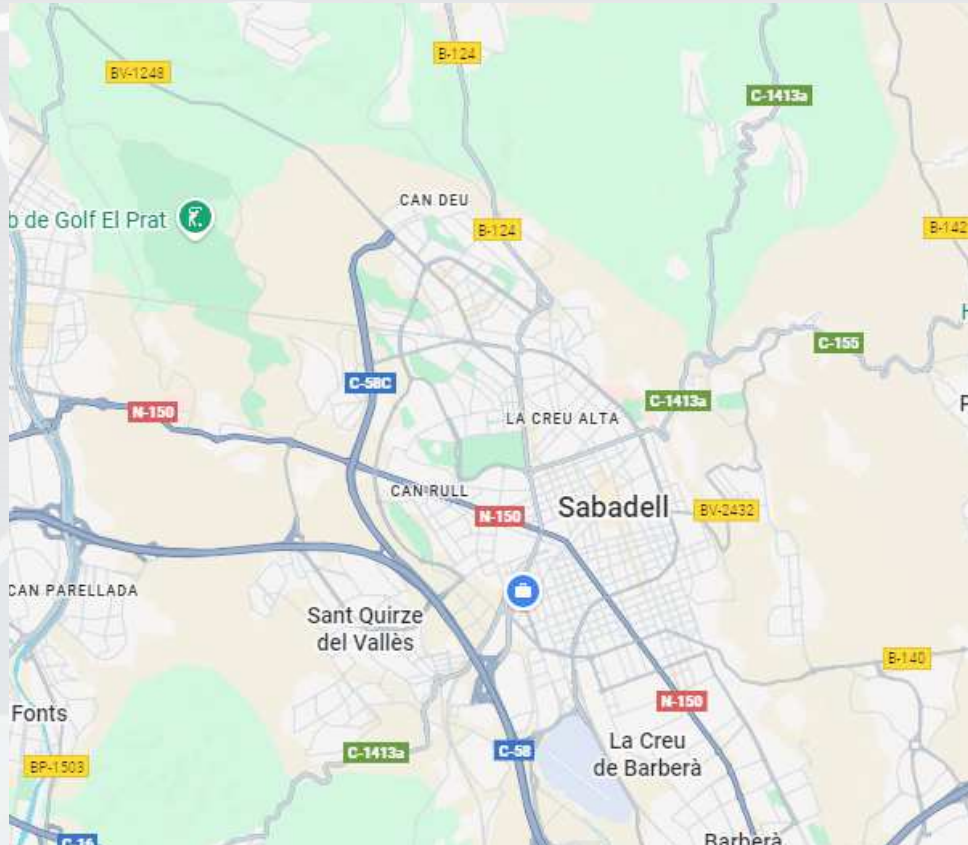 B-124
BV-1248
C-1413a
CAN DEU
b de Golf El Prat
B-124
B-142
C-155
C-58C
C-1413a
N-150
LA CREU ALTA
CAN RULL
Sabadell
N-150
BV-2432
CAN PARELLADA
Sant Quirze
del Vallès
B-140
N-150
Fonts
C-1413a
C-58
La Creu
de Barberà
BP-1503
C-16
Barberà